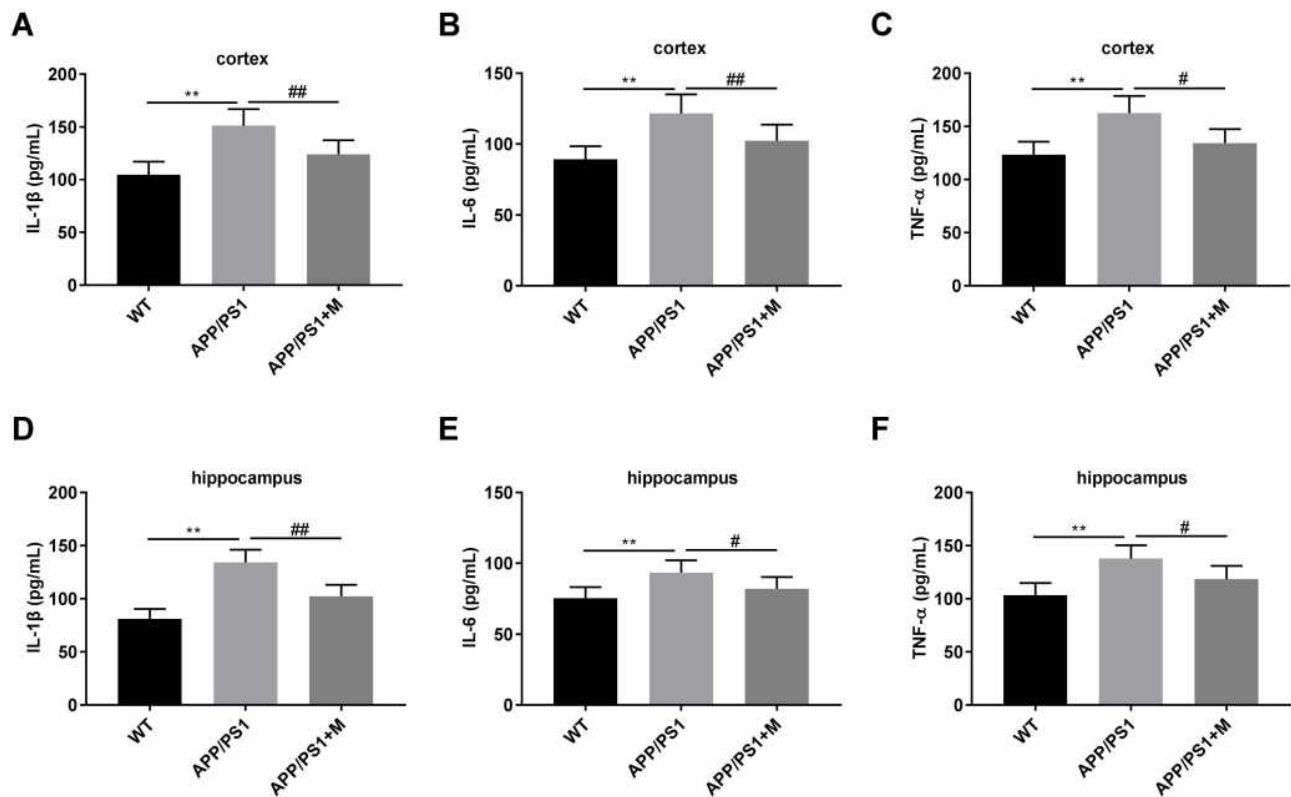 A
cortex
IL-1β (pg/mL)
200
150
100
50
0
**
##
WT
APP/PS1
APP/PS1+M
B
cortex
IL-6 (pg/mL)
150
100
50
0
**
##
WT
APP/PS1
APP/PS1+M
C
cortex
TNF-α (pg/mL)
200
150
100
50
0
**
#
WT
APP/PS1
APP/PS1+M
D
hippocampus
IL-1β (pg/mL)
200
150
100
50
0
**
##
WT
APP/PS1
APP/PS1+M
E
hippocampus
IL-6 (pg/mL)
150
100
50
0
**
#
WT
APP/PS1
APP/PS1+M
F
hippocampus
TNF-α (pg/mL)
200
150
100
50
0
**
#
WT
APP/PS1
APP/PS1+M